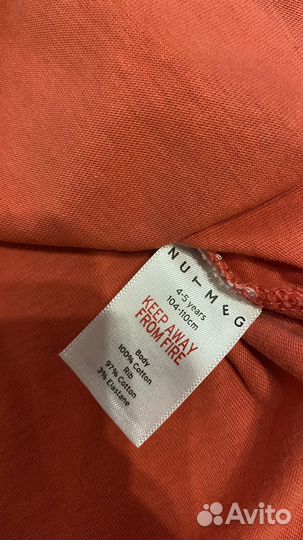 NUTMEG
4-5 years
104-110cm
KEEP AWAY
FROM FIRE
Body
100% Cotton
Rib
97% Cotton
3% Elastane
Avito